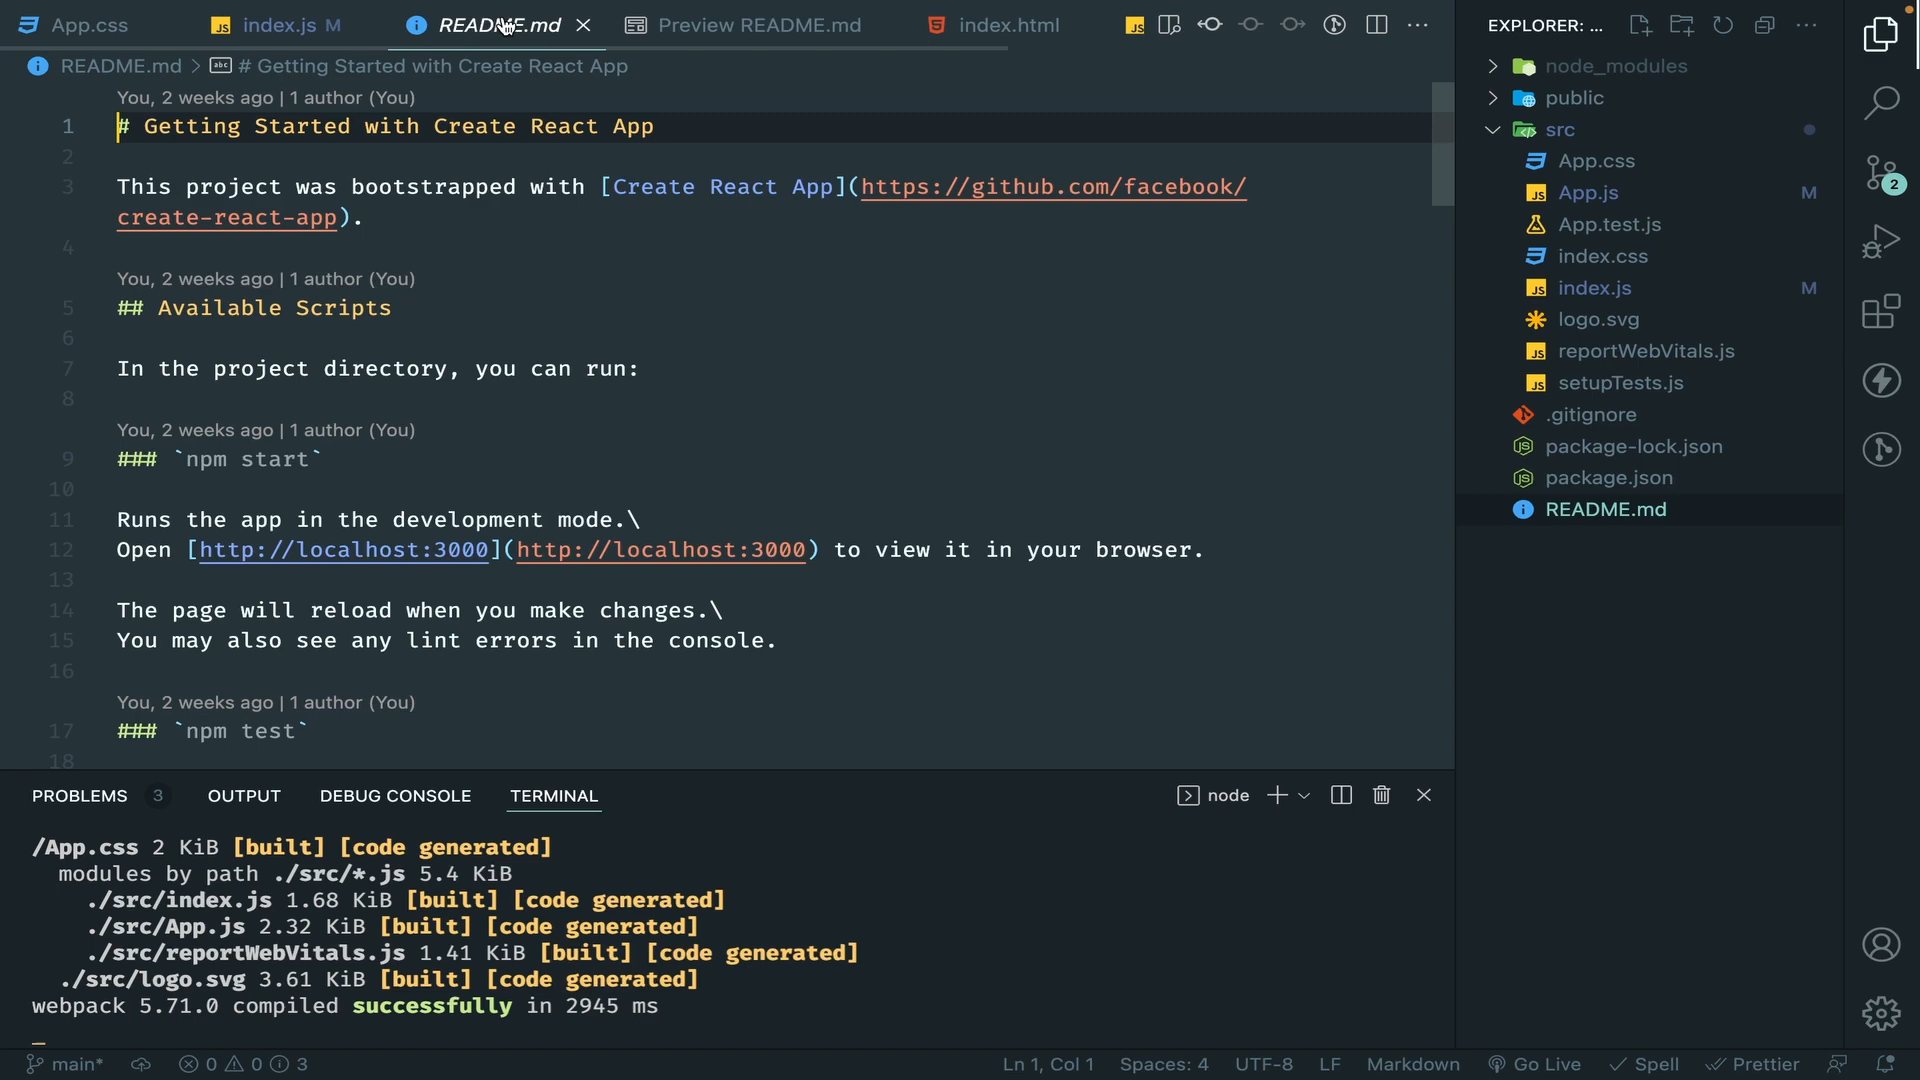 App.css
index.js M
README.md
Preview README.md
index.html
README.md > # Getting Started with Create React App
You, 2 weeks ago | 1 author (You)
1 # Getting Started with Create React App
2
3 This project was bootstrapped with [Create React App](https://github.com/facebook/
create-react-app).
4
You, 2 weeks ago | 1 author (You)
5 ## Available Scripts
6
7 In the project directory, you can run:
8
You, 2 weeks ago | 1 author (You)
9 ### `npm start`
10
11 Runs the app in the development mode.\
12 Open [http://localhost:3000](http://localhost:3000) to view it in your browser.
13
14 The page will reload when you make changes.\
15 You may also see any lint errors in the console.
16
You, 2 weeks ago | 1 author (You)
17 ### `npm test`
18
PROBLEMS 3 OUTPUT DEBUG CONSOLE TERMINAL
node
/App.css 2 KiB [built] [code generated]
modules by path ./src/*.js 5.4 KiB
./src/index.js 1.68 KiB [built] [code generated]
./src/App.js 2.32 KiB [built] [code generated]
./src/reportWebVitals.js 1.41 KiB [built] [code generated]
./src/logo.svg 3.61 KiB [built] [code generated]
webpack 5.71.0 compiled successfully in 2945 ms
EXPLORER: ...
node_modules
public
src
App.css
App.js M
App.test.js
index.css
index.js M
logo.svg
reportWebVitals.js
setupTests.js
.gitignore
package-lock.json
package.json
README.md
2
main* 0 0 3
Ln 1, Col 1 Spaces: 4 UTF-8 LF Markdown Go Live Spell Prettier